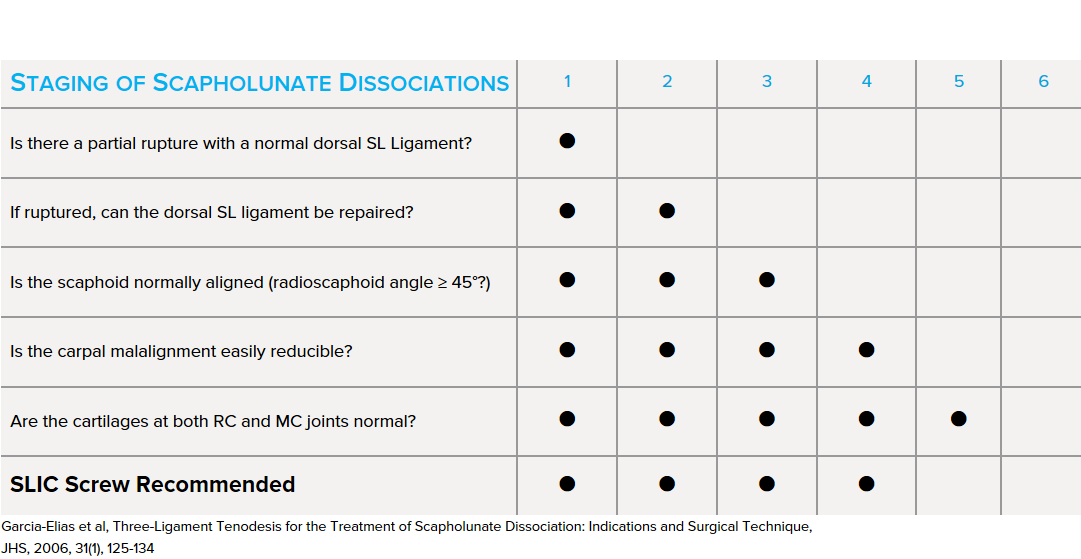 STAGING OF SCAPHOLUNATE DISSOCIATIONS 1 2 3 4 5 6
Is there a partial rupture with a normal dorsal SL Ligament? ●
If ruptured, can the dorsal SL ligament be repaired? ● ●
Is the scaphoid normally aligned (radioscaphoid angle ≥ 45°?) ● ● ●
Is the carpal malalignment easily reducible? ● ● ● ●
Are the cartilages at both RC and MC joints normal? ● ● ● ● ●
SLIC Screw Recommended ● ● ● ●
Garcia-Elias et al, Three-Ligament Tenodesis for the Treatment of Scapholunate Dissociation: Indications and Surgical Technique,
JHS, 2006, 31(1), 125-134